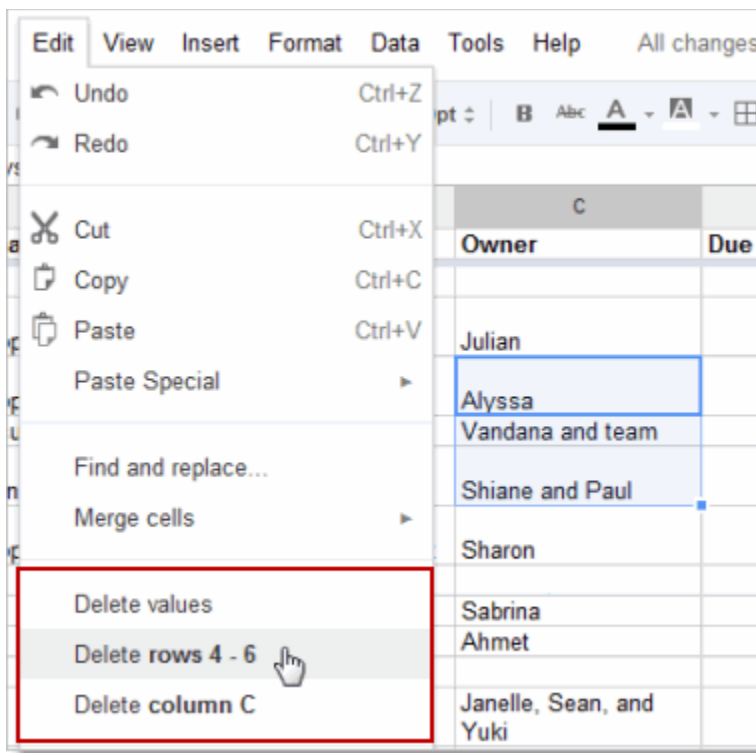 Edit View Insert Format Data Tools Help All changes
Undo Ctrl+Z
pt B Abc A A
Redo Ctrl+Y
Cut Ctrl+X
C
Owner Due
Copy Ctrl+C
Paste Ctrl+V
Julian
Paste Special
Alyssa
Vandana and team
Find and replace...
Shiane and Paul
Merge cells
Sharon
Delete values
Sabrina
Delete rows 4 - 6
Ahmet
Delete column C
Janelle, Sean, and
Yuki